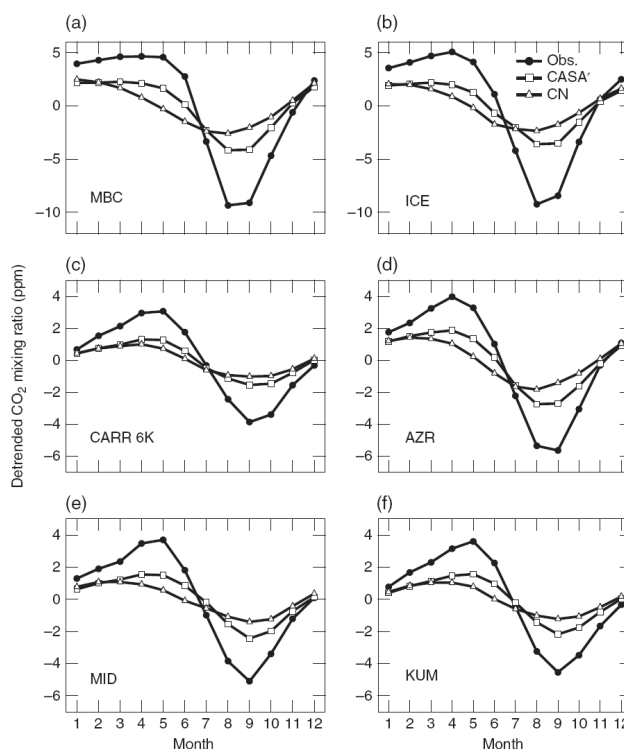 (a)
(b)
5
0
−5
−10
MBC
5
0
−5
−10
ICE
Obs.
CASA′
CN
(c)
(d)
4
2
0
−2
−4
−6
CARR 6K
4
2
0
−2
−4
−6
AZR
Detrended CO2 mixing ratio (ppm)
(e)
(f)
4
2
0
−2
−4
−6
MID
4
2
0
−2
−4
−6
KUM
1 2 3 4 5 6 7 8 9 10 11 12
1 2 3 4 5 6 7 8 9 10 11 12
Month
Month